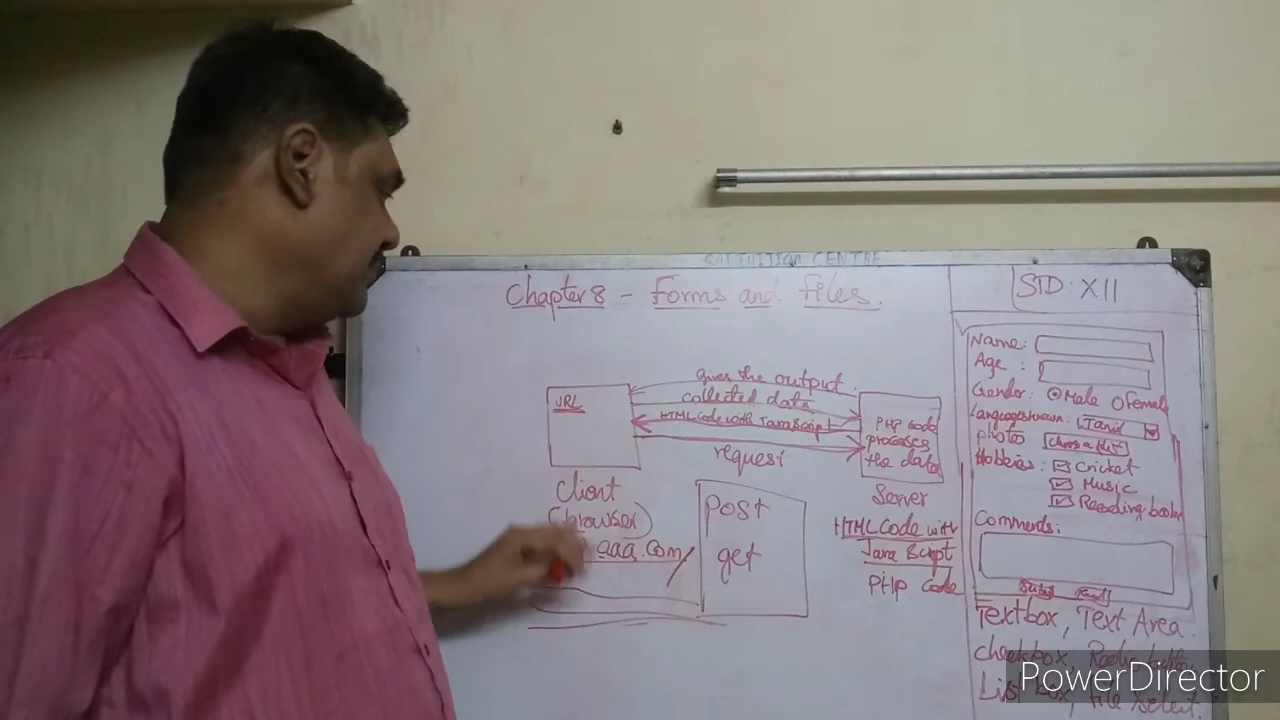 TUITION CENTRE
Chapter 8 - Forms and files.
STD: XII
gives the output
collected data
HTML Code with JavaScript
request
URL
PHP Code
processes
the data
Client
(browser)
aaa.com/
Server
HTML Code with
Java Script
PHP Code
post
get
Name:
Age :
Gender: Male Female
Languages known: Tamil
photos Choose a file
Hobbies: Cricket
Music
Reading books
Comments:
Textbox, Text Area.
checkbox, Radio button,
List box, File Select.
PowerDirector